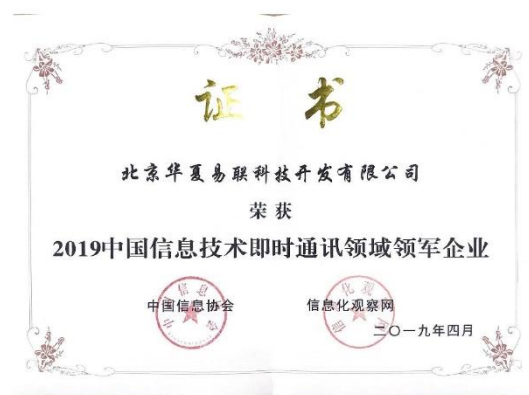 证 书
北京华夏易联科技开发有限公司
荣 获
2019中国信息技术即时通讯领域领军企业
中国信息协会 信息化观察网
二〇一九年四月